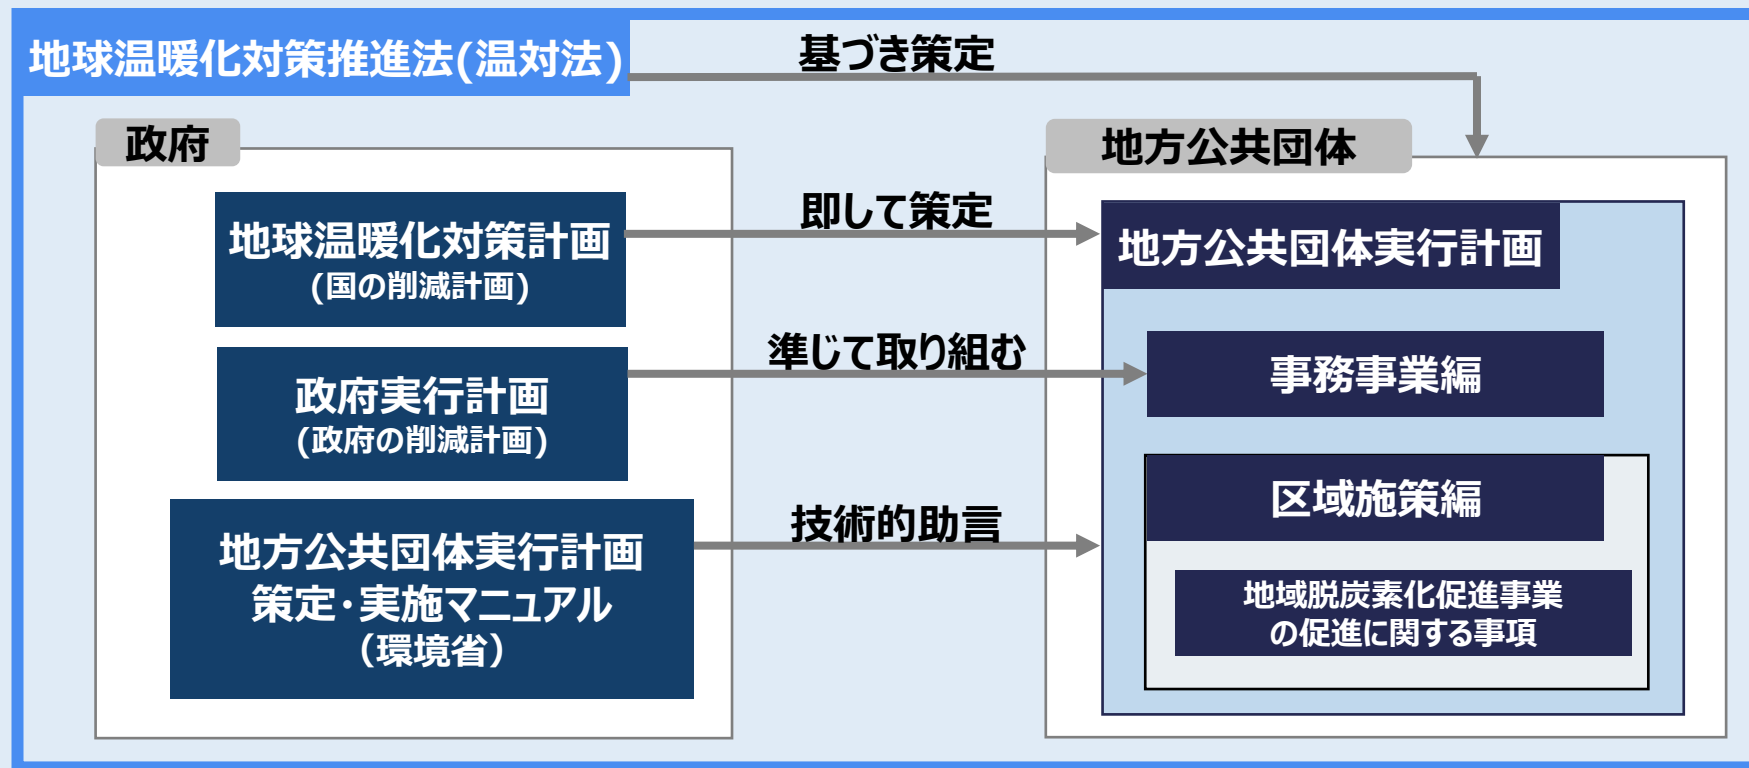 地球温暖化対策推進法(温対法)
基づき策定
政府
地方公共団体
地球温暖化対策計画
(国の削減計画)
即して策定
地方公共団体実行計画
政府実行計画
(政府の削減計画)
準じて取り組む
事務事業編
地方公共団体実行計画
策定・実施マニュアル
（環境省）
技術的助言
区域施策編
地域脱炭素化促進事業
の促進に関する事項